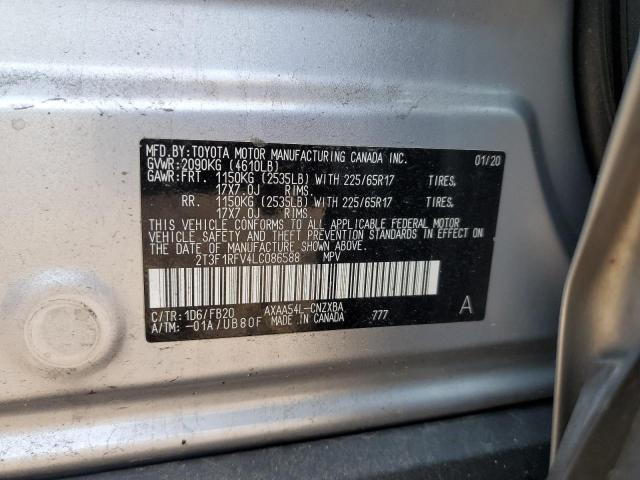 MFD.BY:TOYOTA MOTOR MANUFACTURING CANADA INC. 01/20
GVWR:2090KG (4610LB)
GAWR:FRT. 1150KG (2535LB) WITH 225/65R17 TIRES,
17X7.0J RIMS.
RR. 1150KG (2535LB) WITH 225/65R17 TIRES,
17X7.0J RIMS.
THIS VEHICLE CONFORMS TO ALL APPLICABLE FEDERAL MOTOR
VEHICLE SAFETY AND THEFT PREVENTION STANDARDS IN EFFECT ON
THE DATE OF MANUFACTURE SHOWN ABOVE.
2T3F1RFV4LC086588 MPV
C/TR:1D6/FB20 AXAA54L-CNZXBA A
A/TM:-01A/UB80F MADE IN CANADA 777